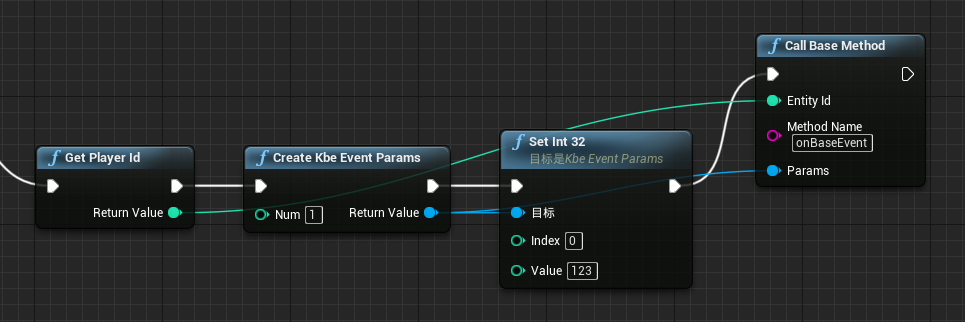 Get Player Id
Return Value
Create Kbe Event Params
Num 1 Return Value
Set Int 32
目标是Kbe Event Params
目标
Index 0
Value 123
Call Base Method
Entity Id
Method Name
onBaseEvent
Params